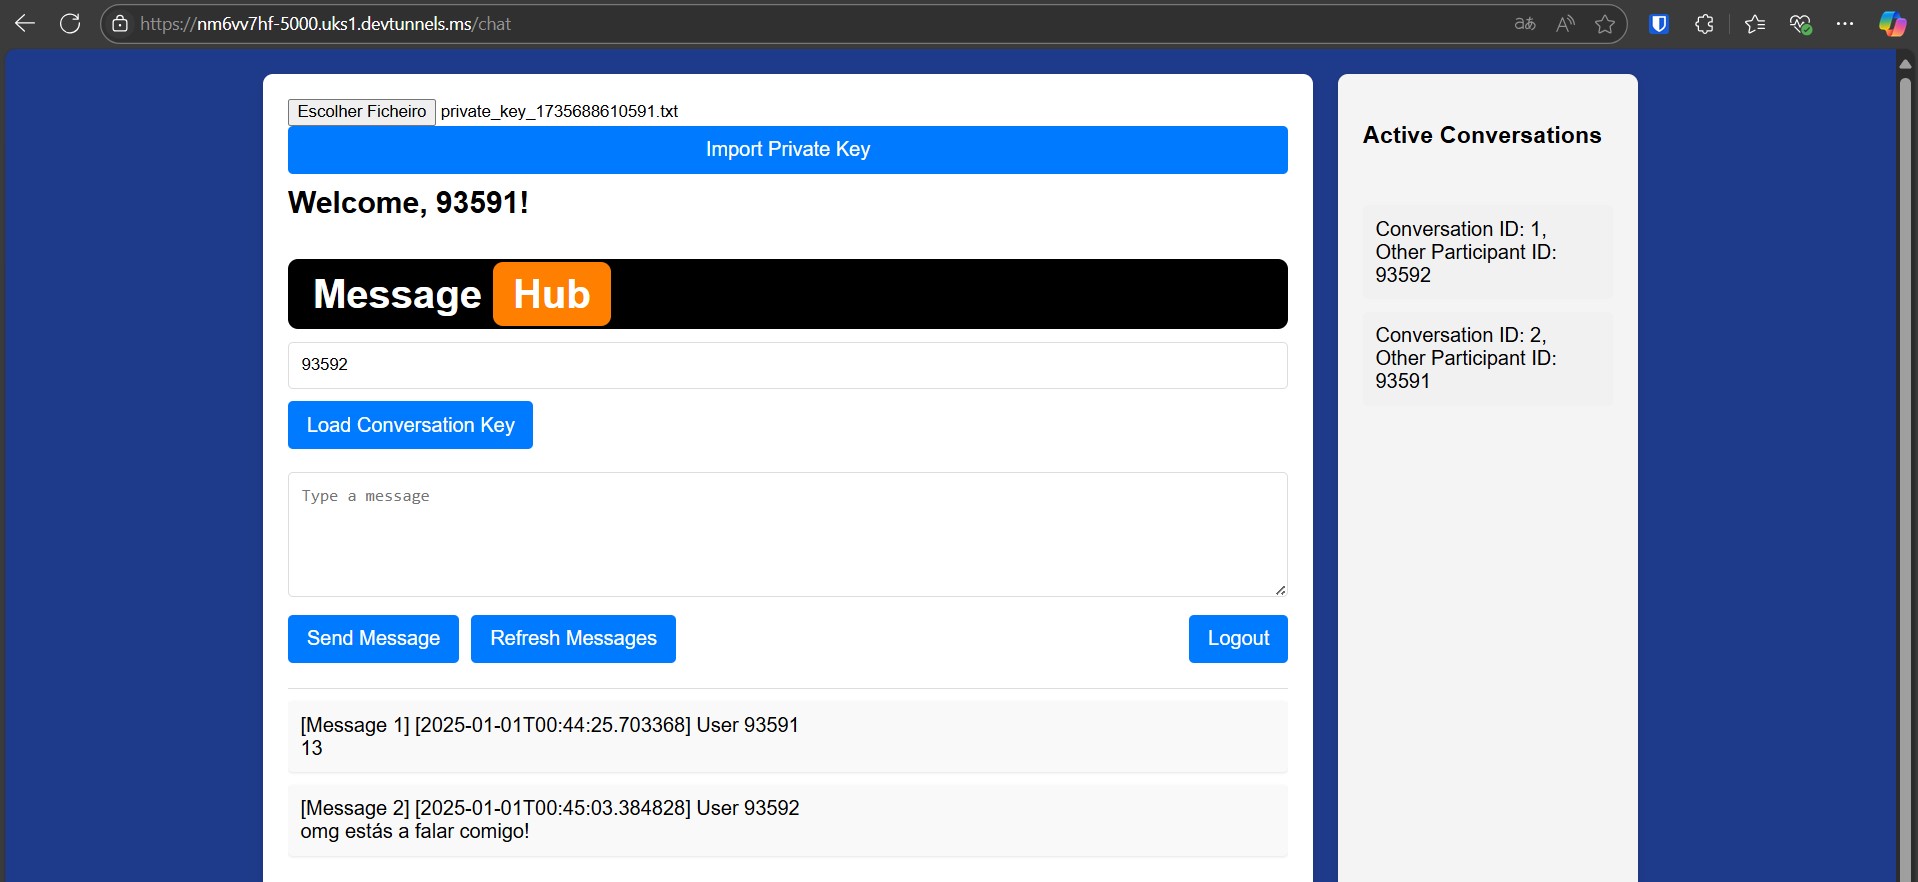 https://nm6vv7hf-5000.uks1.devtunnels.ms/chat
Escolher Ficheiro private_key_1735688610591.txt
Import Private Key
Welcome, 93591!
Message Hub
93592
Load Conversation Key
Type a message
Send Message Refresh Messages Logout
[Message 1] [2025-01-01T00:44:25.703368] User 93591
13
[Message 2] [2025-01-01T00:45:03.384828] User 93592
omg estás a falar comigo!
Active Conversations
Conversation ID: 1,
Other Participant ID:
93592
Conversation ID: 2,
Other Participant ID:
93591